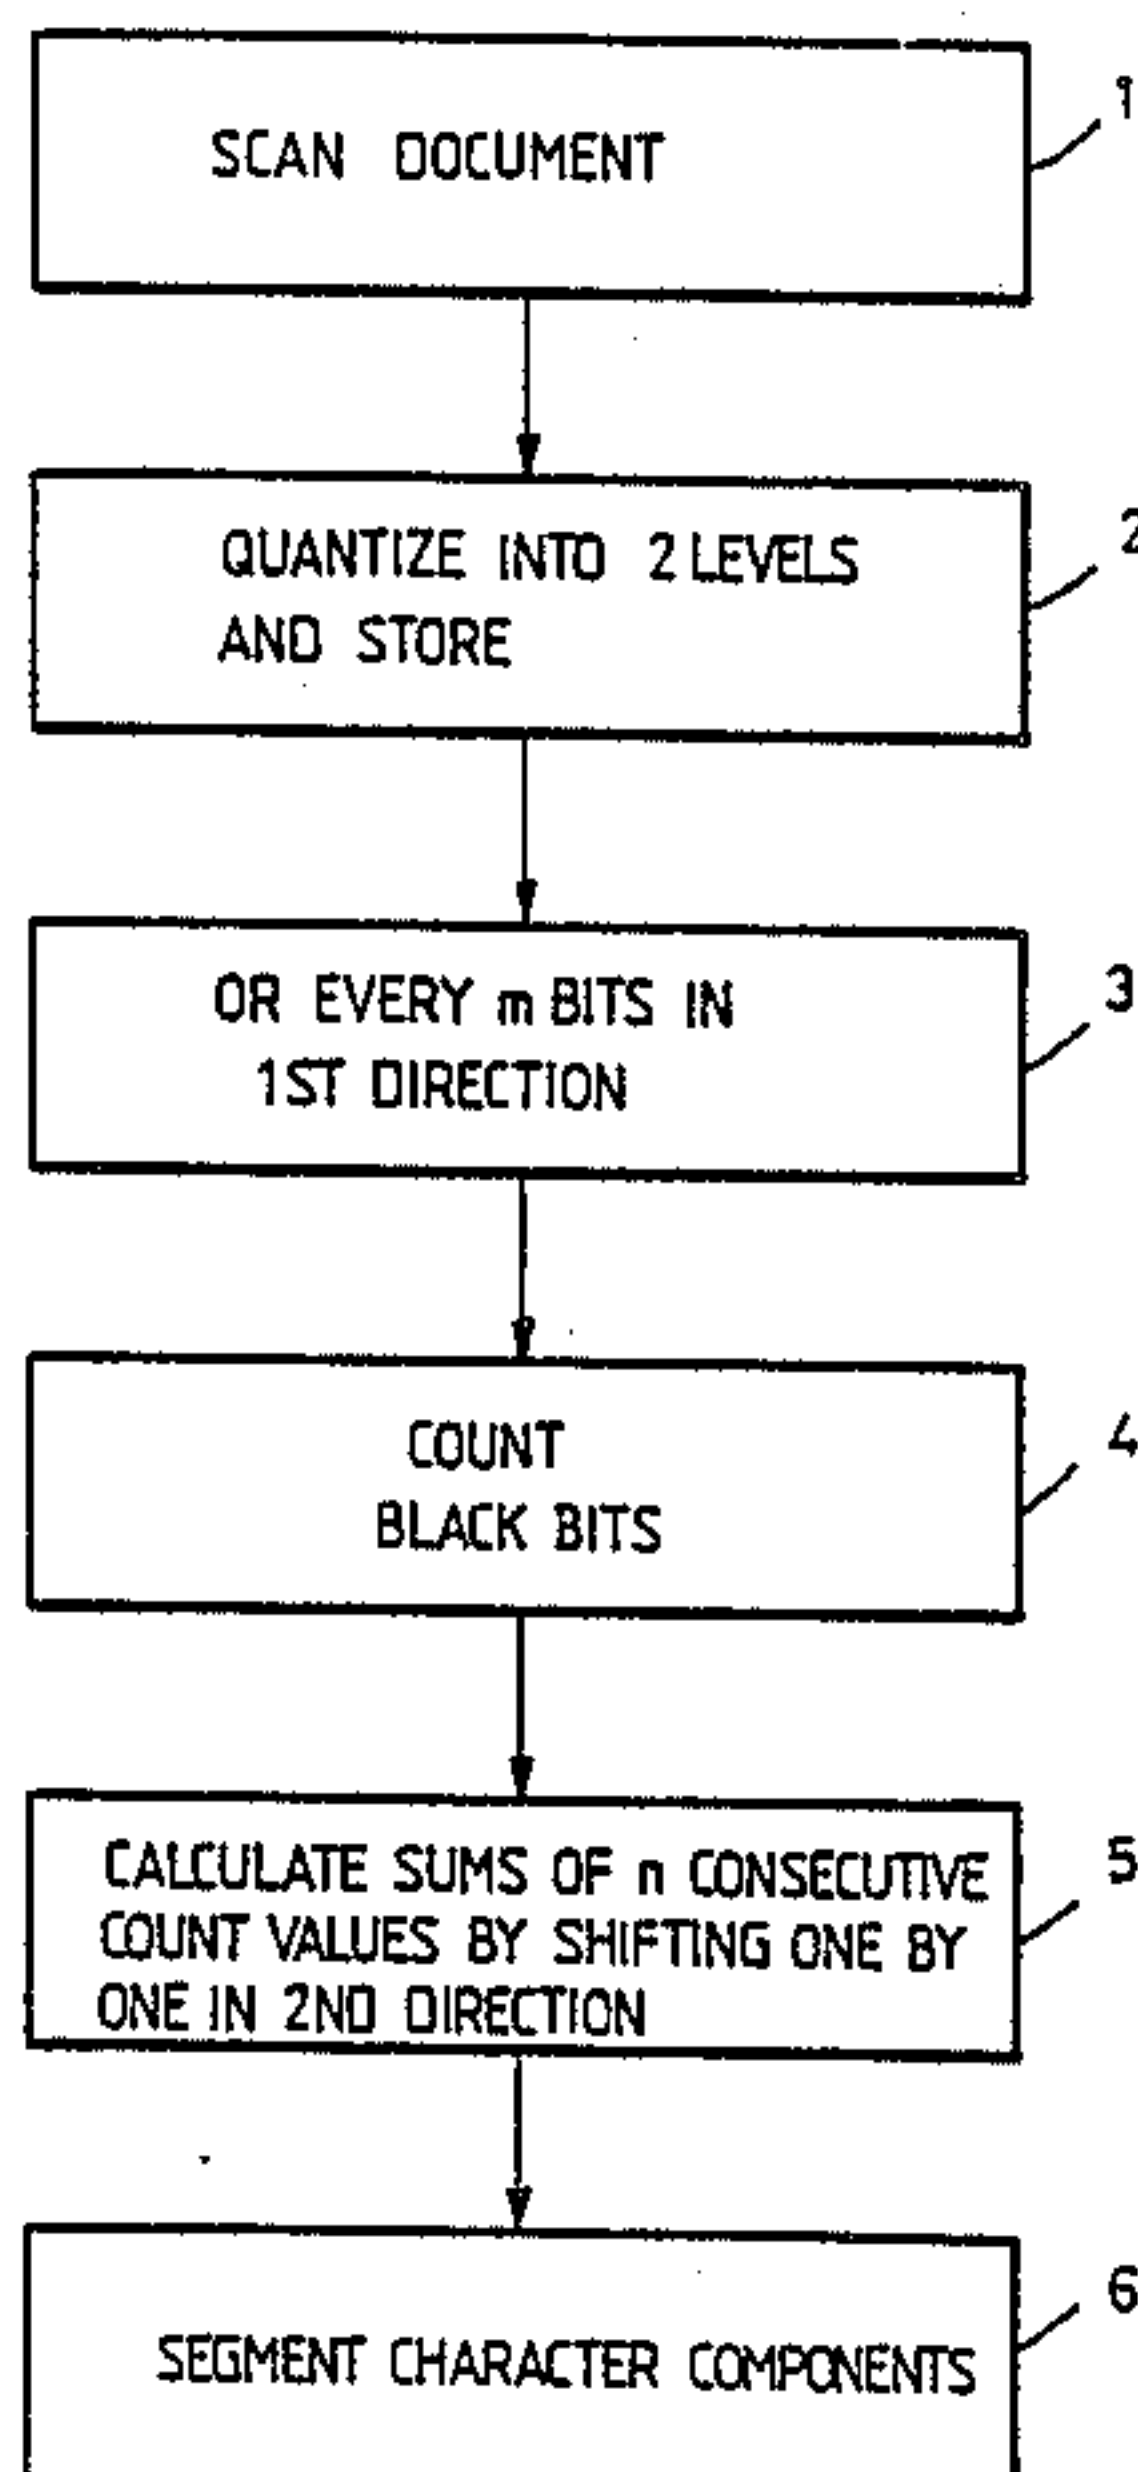 SCAN DOCUMENT
1
QUANTIZE INTO 2 LEVELS
AND STORE
2
OR EVERY m BITS IN
1ST DIRECTION
3
COUNT
BLACK BITS
4
CALCULATE SUMS OF n CONSECUTIVE
COUNT VALUES BY SHIFTING ONE BY
ONE IN 2ND DIRECTION
5
SEGMENT CHARACTER COMPONENTS
6